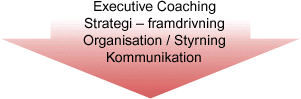 Executive Coaching
Strategi – framdrivning
Organisation / Styrning
Kommunikation